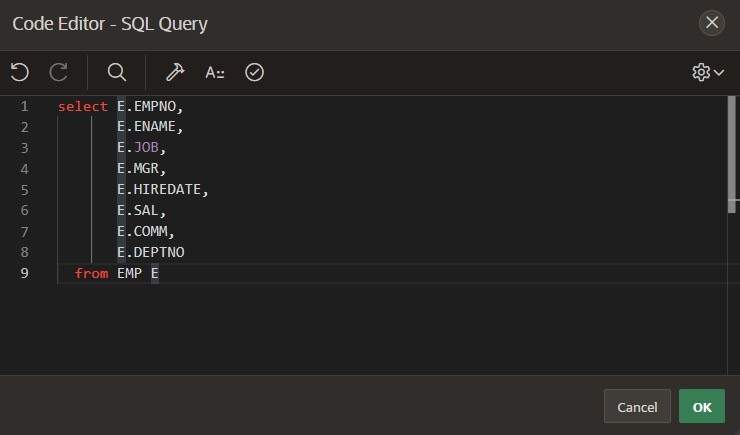 Code Editor - SQL Query
A
1 select E.EMPNO,
2 E.ENAME,
3 E.JOB,
4 E.MGR,
5 E.HIREDATE,
6 E.SAL,
7 E.COMM,
8 E.DEPTNO
9 from EMP E
Cancel OK